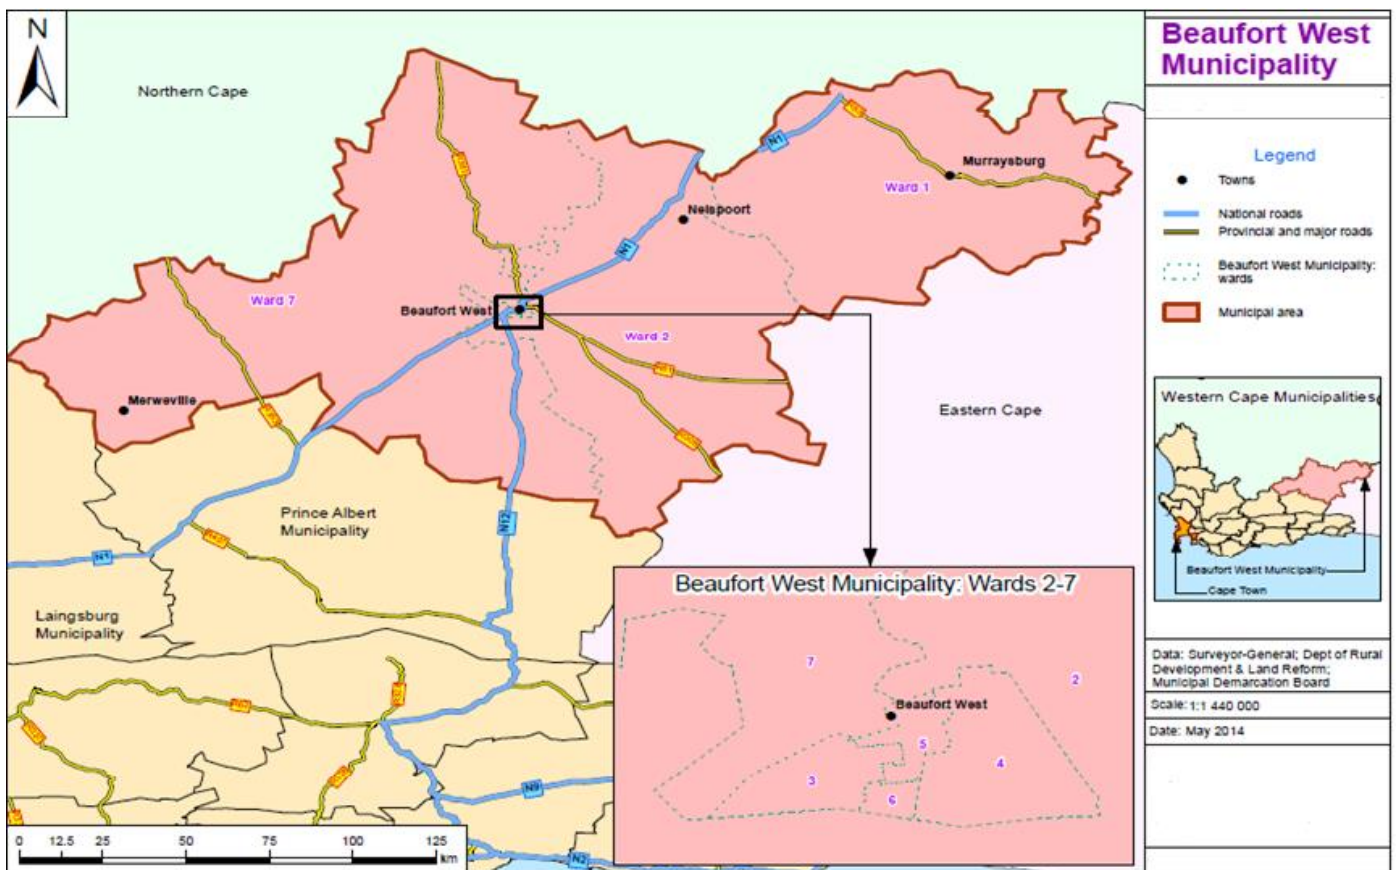 N
Northern Cape
Murraysburg
Ward 1
N1
Nelspoort
N1
Ward 7
Beaufort West
Ward 2
Merweville
Eastern Cape
Prince Albert
Municipality
N12
N1
Laingsburg
Municipality
N9
N2
0 12.5 25 50 75 100 125
km
Beaufort West Municipality: Wards 2-7
7
2
Beaufort West
5
4
3
6
Beaufort West
Municipality
Legend
Towns
National roads
Provincial and major roads
Beaufort West Municipality:
wards
Municipal area
Western Cape Municipalities
Beaufort West Municipality
Cape Town
Data: Surveyor-General; Dept of Rural
Development & Land Reform;
Municipal Demarcation Board
Scale: 1:1 440 000
Date: May 2014